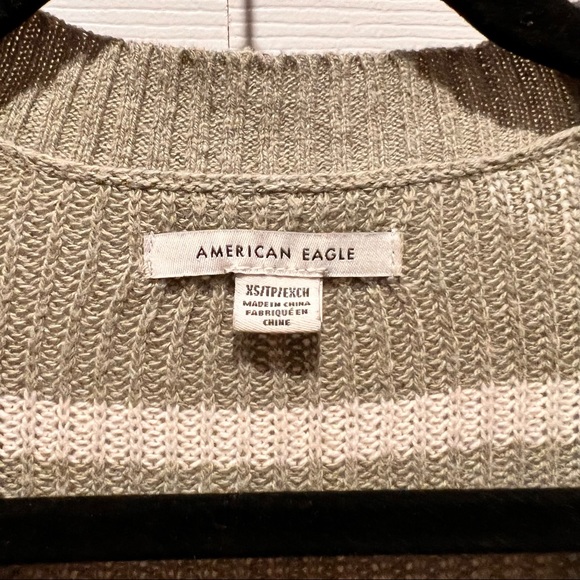 AMERICAN EAGLE
XS/TP/EXCH
MADE IN CHINA
FABRIQUÉ EN
CHINE